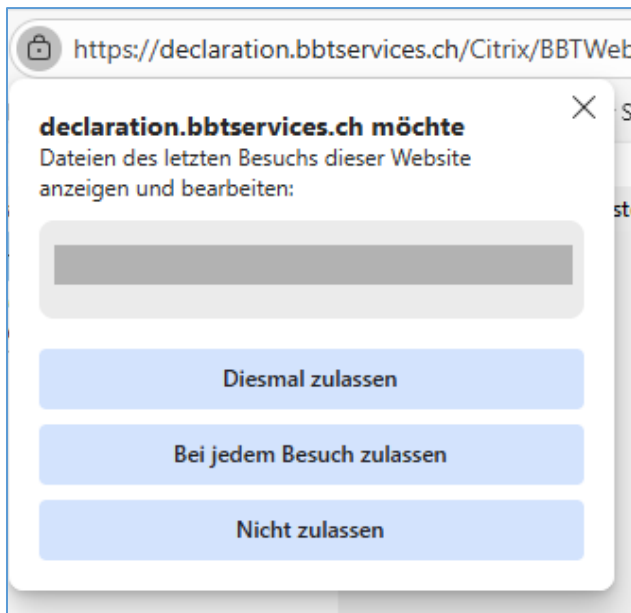 https://declaration.bbtservices.ch/Citrix/BBTWeb
declaration.bbtservices.ch möchte
Dateien des letzten Besuchs dieser Website
anzeigen und bearbeiten:
Diesmal zulassen
Bei jedem Besuch zulassen
Nicht zulassen